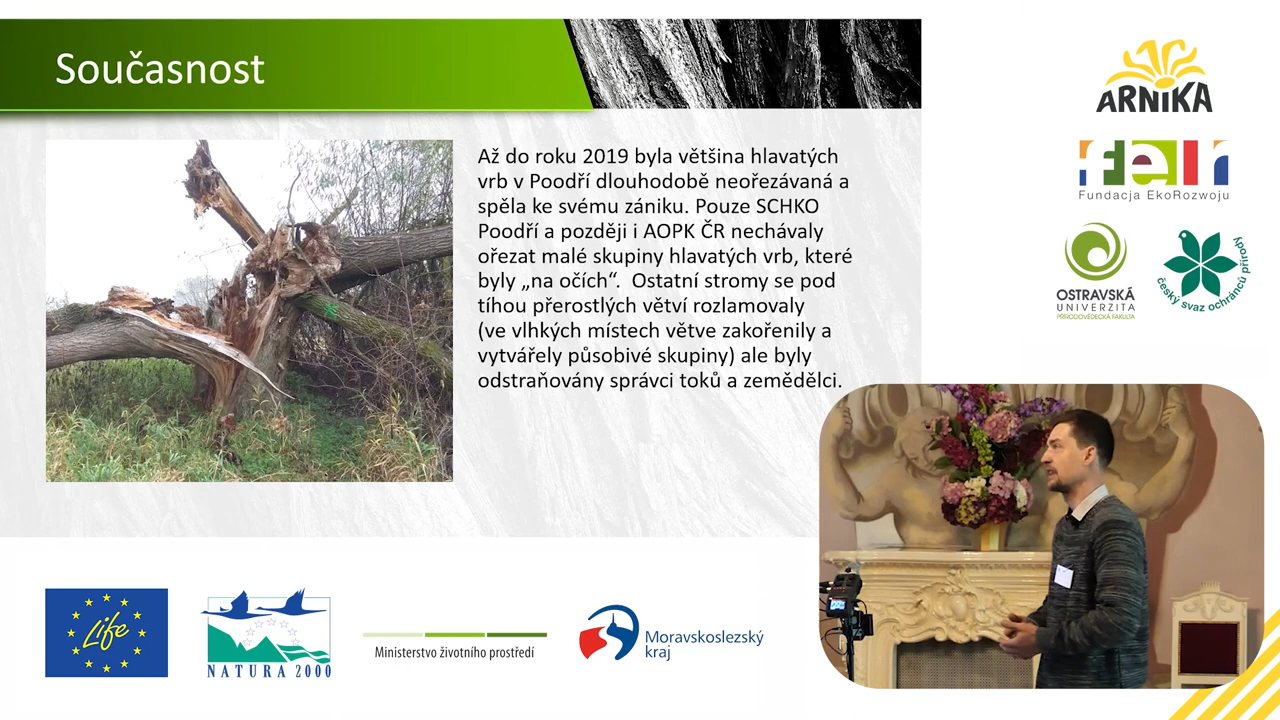 Současnost
Až do roku 2019 byla většina hlavatých
vrb v Poodří dlouhodobě neořezávaná a
spěla ke svému zániku. Pouze SCHKO
Poodří a později i AOPK ČR nechávaly
ořezat malé skupiny hlavatých vrb, které
byly „na očích“.  Ostatní stromy se pod
tíhou přerostlých větví rozlamovaly
(ve vlhkých místech větve zakořenily a
vytvářely působivé skupiny) ale byly
odstraňovány správci toků a zemědělci.
ARNIKA
fer
Fundacja EkoRozwoju
OSTRAVSKÁ
UNIVERZITA
PŘÍRODOVĚDECKÁ FAKULTA
český svaz ochránců přírody
Life
NATURA 2000
Ministerstvo životního prostředí
Moravskoslezský
kraj